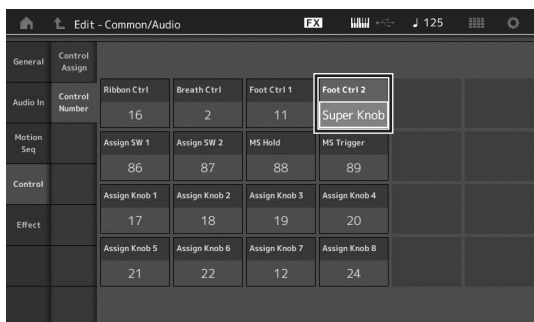 Edit - Common/Audio FX ♩ 125
General Control Assign
Audio In Control Number
Motion Seq
Control
Effect
Ribbon Ctrl Breath Ctrl Foot Ctrl 1 Foot Ctrl 2
16 2 11 Super Knob
Assign SW 1 Assign SW 2 MS Hold MS Trigger
86 87 88 89
Assign Knob 1 Assign Knob 2 Assign Knob 3 Assign Knob 4
17 18 19 20
Assign Knob 5 Assign Knob 6 Assign Knob 7 Assign Knob 8
21 22 12 24